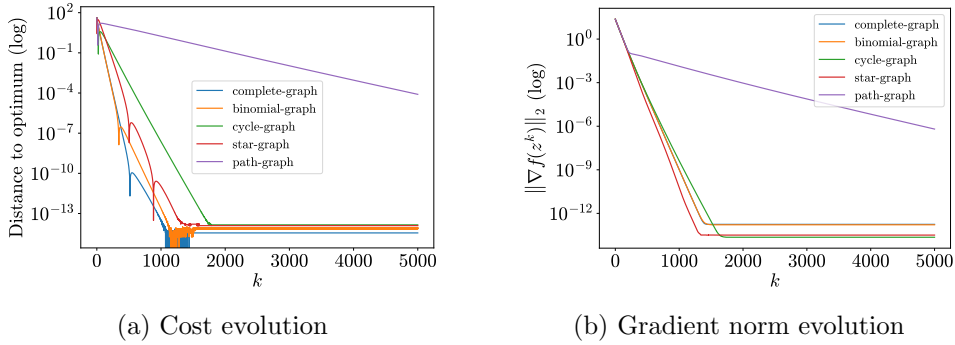 Distance to optimum (log)
10^2
10^{-1}
10^{-4}
10^{-7}
10^{-10}
10^{-13}
complete-graph
binomial-graph
cycle-graph
star-graph
path-graph
0 1000 2000 3000 4000 5000
k
(a) Cost evolution
||∇f(z^k)||_2 (log)
10^0
10^{-3}
10^{-6}
10^{-9}
10^{-12}
complete-graph
binomial-graph
cycle-graph
star-graph
path-graph
0 1000 2000 3000 4000 5000
k
(b) Gradient norm evolution